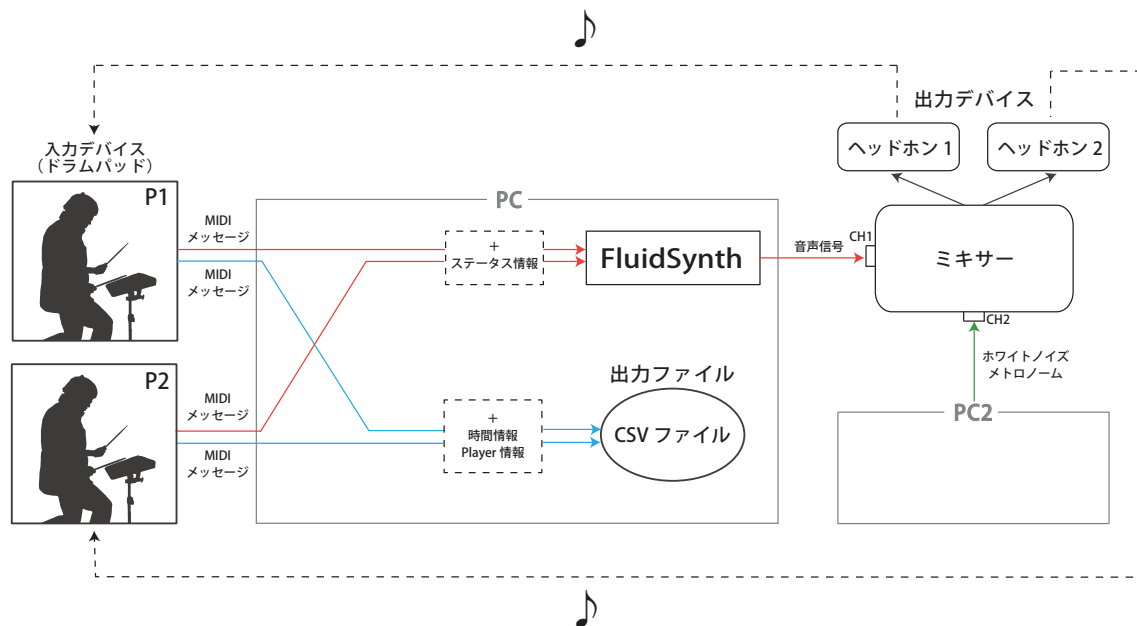 出力デバイス
ヘッドホン 1
ヘッドホン 2
入力デバイス
(ドラムパッド)
P1
PC
MIDI
メッセージ
MIDI
メッセージ
+
ステータス情報
FluidSynth
音声信号
CH1
ミキサー
CH2
ホワイトノイズ
メトロノーム
P2
MIDI
メッセージ
MIDI
メッセージ
+
時間情報
Player 情報
出力ファイル
CSV ファイル
PC2